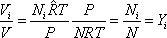 V_i/V = N_i R̂T/P P/NRT = N_i/N = Y_i